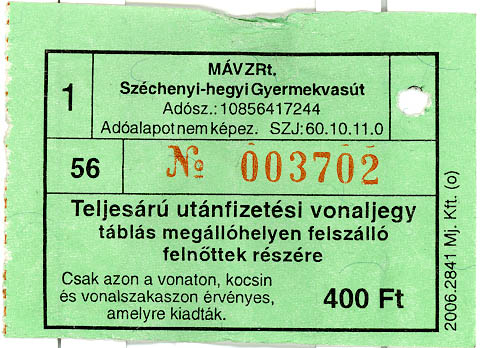 MÁVZRt.
1
Széchenyi-hegyi Gyermekvasút
Adósz.: 10856417244
Adóalapot nem képez. SZJ: 60.10.11.0
56
№ 003702
Teljesárú utánfizetési vonaljegy
táblás megállóhelyen felszálló
felnőttek részére
Csak azon a vonaton, kocsin
és vonalszakaszon érvényes,
amelyre kiadták.
400 Ft
2006.2841 Mj. Kft. (o)